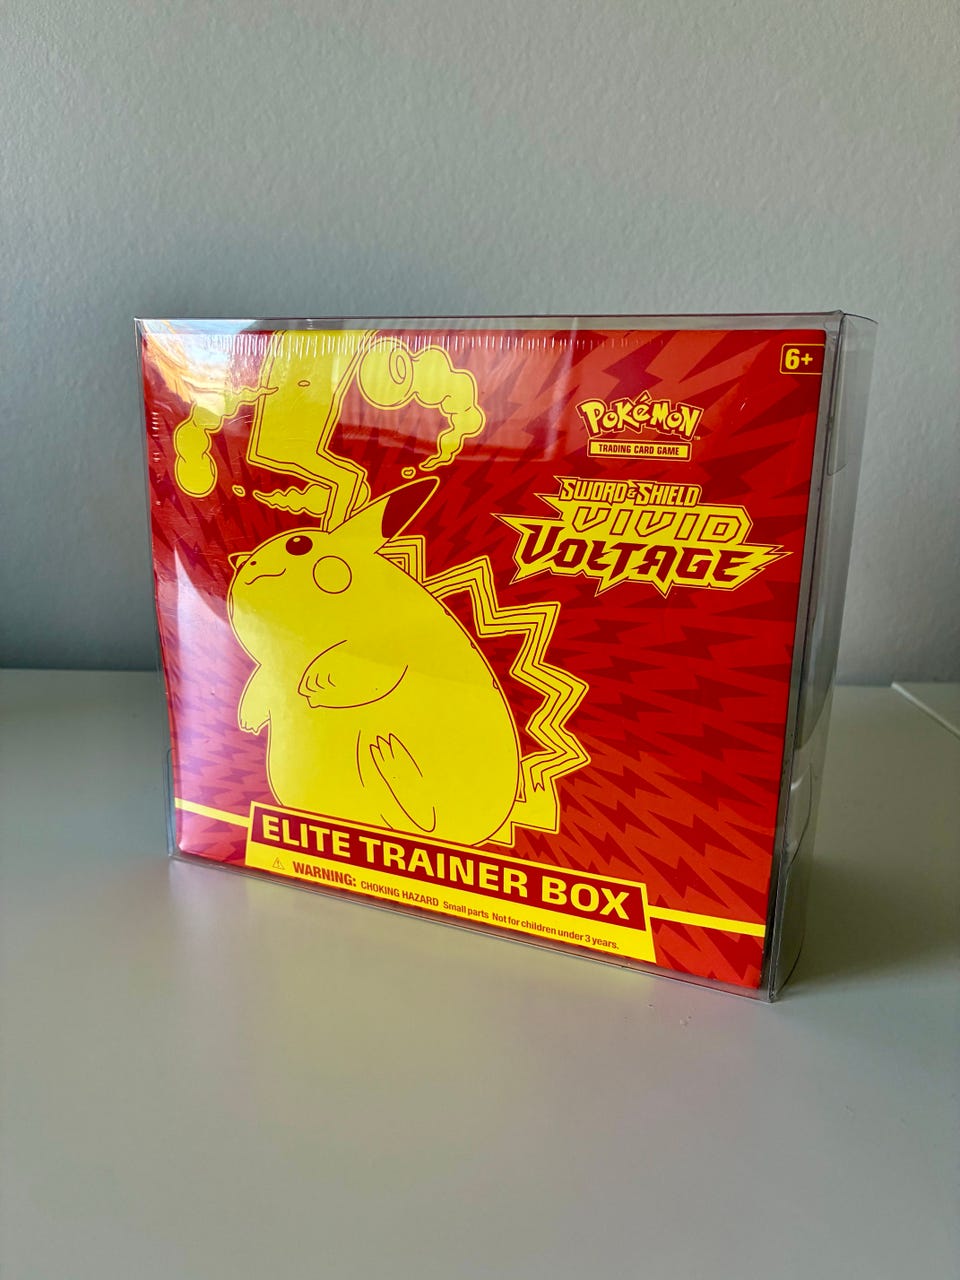 6+
POKéMON™
TRADING CARD GAME
SWORD & SHIELD
VIVID
VOLTAGE
ELITE TRAINER BOX
⚠ WARNING: CHOKING HAZARD Small parts Not for children under 3 years.